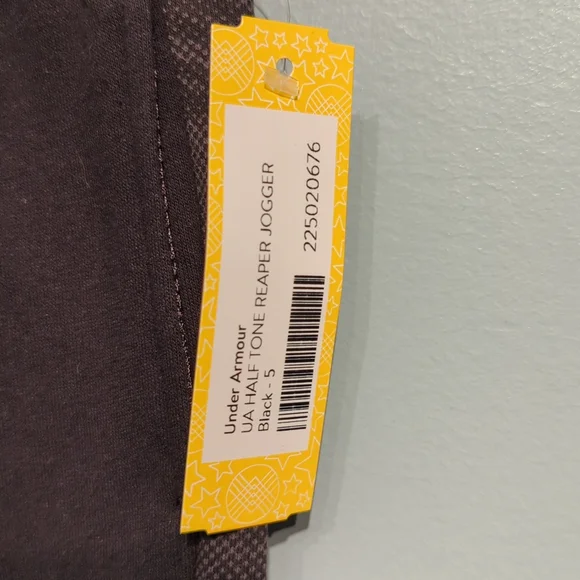 Under Armour
UA HALF TONE REAPER JOGGER
Black - 5
225020676